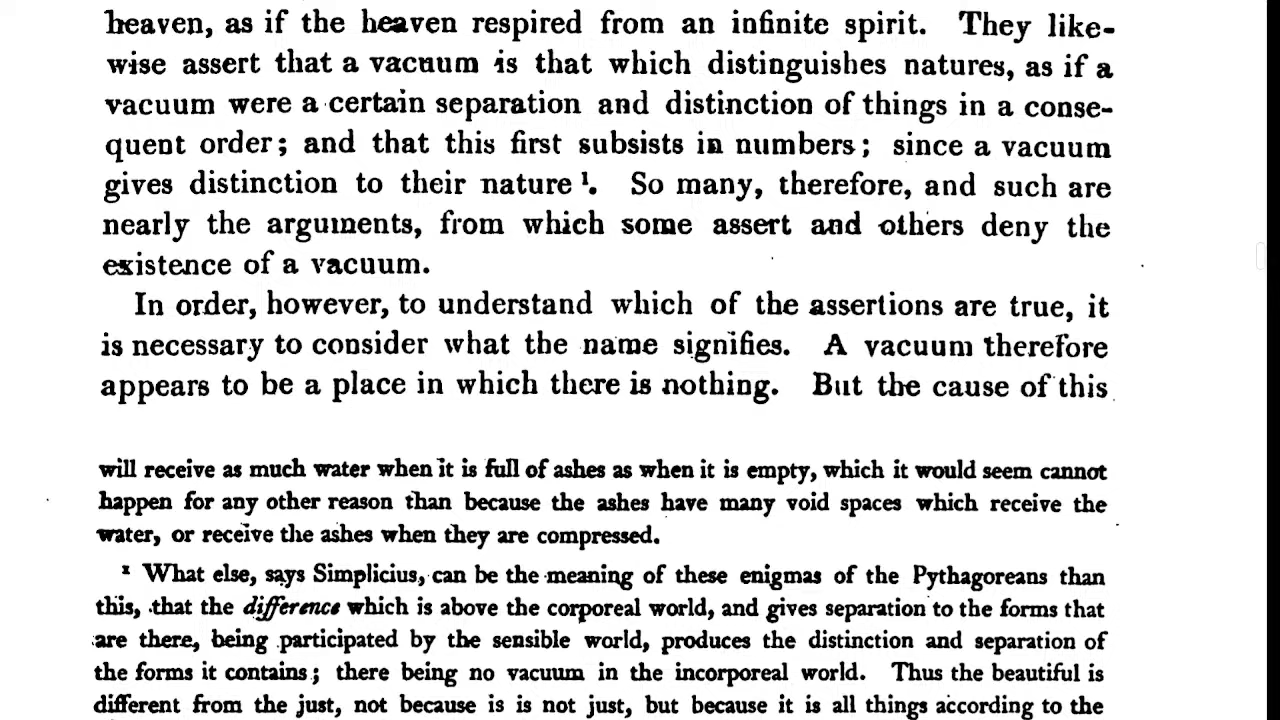 heaven, as if the heaven respired from an infinite spirit. They like-
wise assert that a vacuum is that which distinguishes natures, as if a
vacuum were a certain separation and distinction of things in a conse-
quent order; and that this first subsists in numbers; since a vacuum
gives distinction to their nature ¹. So many, therefore, and such are
nearly the arguments, from which some assert and others deny the
existence of a vacuum.
In order, however, to understand which of the assertions are true, it
is necessary to consider what the name signifies. A vacuum therefore
appears to be a place in which there is nothing. But the cause of this
will receive as much water when it is full of ashes as when it is empty, which it would seem cannot
happen for any other reason than because the ashes have many void spaces which receive the
water, or receive the ashes when they are compressed.
¹ What else, says Simplicius, can be the meaning of these enigmas of the Pythagoreans than
this, that the difference which is above the corporeal world, and gives separation to the forms that
are there, being participated by the sensible world, produces the distinction and separation of
the forms it contains; there being no vacuum in the incorporeal world. Thus the beautiful is
different from the just, not because is is not just, but because it is all things according to the